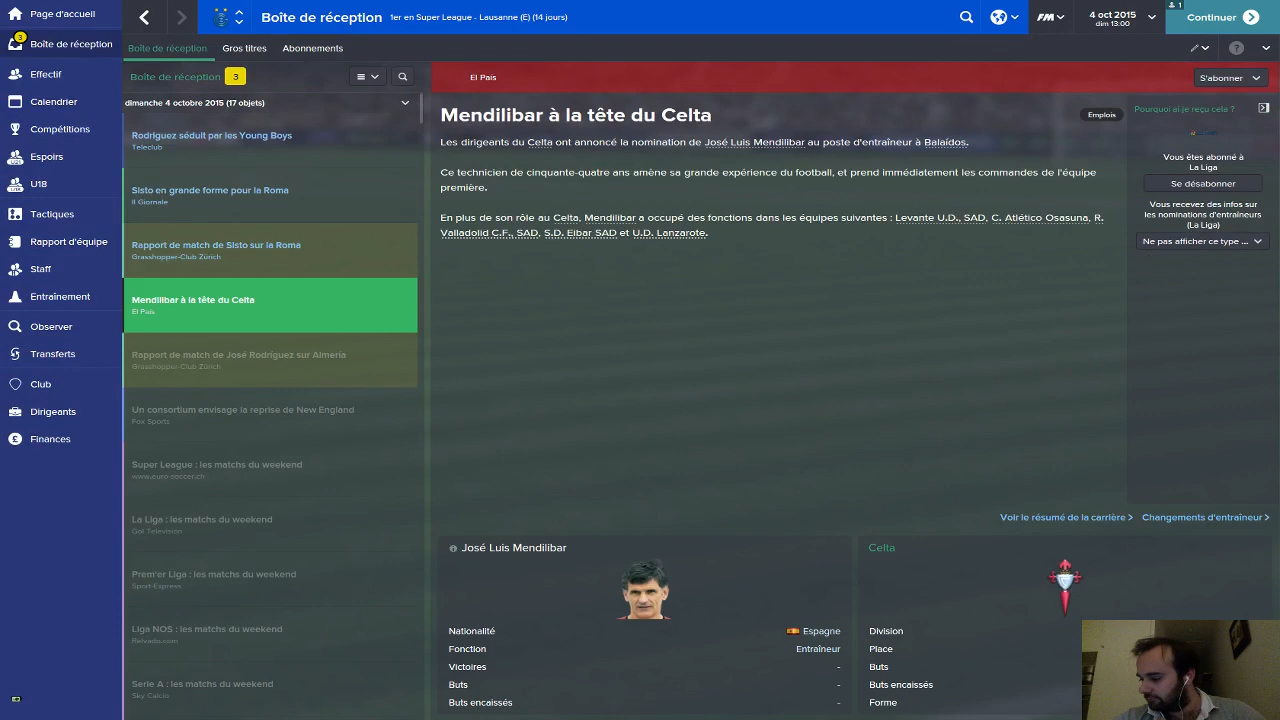 Page d'accueil
3
Boîte de réception
Effectif
Calendrier
Compétitions
Espoirs
U18
Tactiques
Rapport d'équipe
Staff
Entraînement
Observer
Transferts
Club
Dirigeants
Finances
Boîte de réception
1er en Super League - Lausanne (E) (14 jours)
FM
4 oct 2015
dim 13:00
1
Continuer
Boîte de réception
Gros titres
Abonnements
Boîte de réception
3
dimanche 4 octobre 2015 (17 objets)
Rodriguez séduit par les Young Boys
Teleclub
Sisto en grande forme pour la Roma
Il Giornale
Rapport de match de Sisto sur la Roma
Grasshopper-Club Zürich
Mendilibar à la tête du Celta
El País
Rapport de match de José Rodríguez sur Almería
Grasshopper-Club Zürich
Un consortium envisage la reprise de New England
Fox Sports
Super League : les matchs du weekend
www.euro-soccer.ch
La Liga : les matchs du weekend
Gol Television
Prem'er Liga : les matchs du weekend
Sport-Express
Liga NOS : les matchs du weekend
Relvado.com
Serie A : les matchs du weekend
Sky Calcio
El País
S'abonner
Mendilibar à la tête du Celta
Emplois
Les dirigeants du Celta ont annoncé la nomination de José Luis Mendilibar au poste d'entraîneur à Balaídos.
Ce technicien de cinquante-quatre ans amène sa grande expérience du football, et prend immédiatement les commandes de l'équipe
première.
En plus de son rôle au Celta, Mendilibar a occupé des fonctions dans les équipes suivantes : Levante U.D., SAD, C. Atlético Osasuna, R.
Valladolid C.F., SAD, S.D. Eibar SAD et U.D. Lanzarote.
Pourquoi ai-je reçu cela ?
Vous êtes abonné à
La Liga
Se désabonner
Vous recevez des infos sur
les nominations d'entraîneurs
(La Liga)
Ne pas afficher ce type ...
Voir le résumé de la carrière >
Changements d'entraîneur >
José Luis Mendilibar
Nationalité
Espagne
Fonction
Entraîneur
Victoires
-
Buts
-
Buts encaissés
-
Celta
Division
Place
Buts
Buts encaissés
Forme